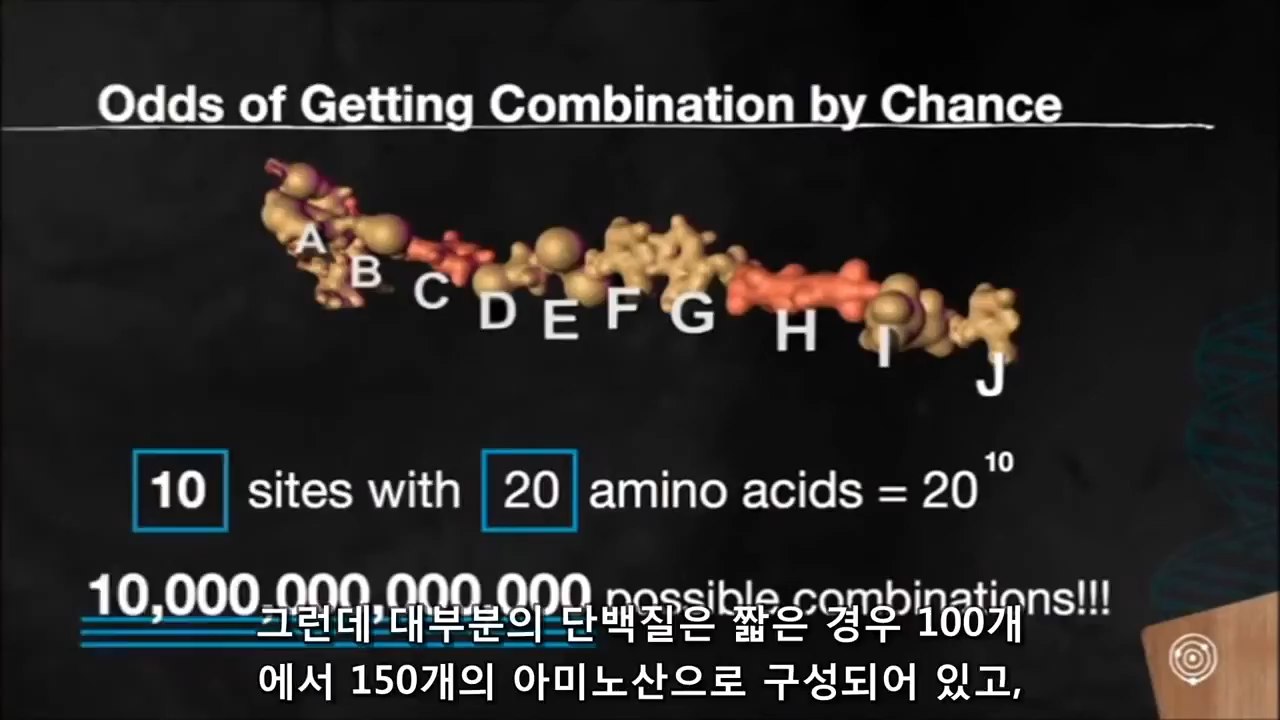 Odds of Getting Combination by Chance
A
B
C
D
E
F
G
H
I
J
10 sites with 20 amino acids = 20¹⁰
10,000,000,000,000 possible combinations!!!
그런데 대부분의 단백질은 짧은 경우 100개
에서 150개의 아미노산으로 구성되어 있고,